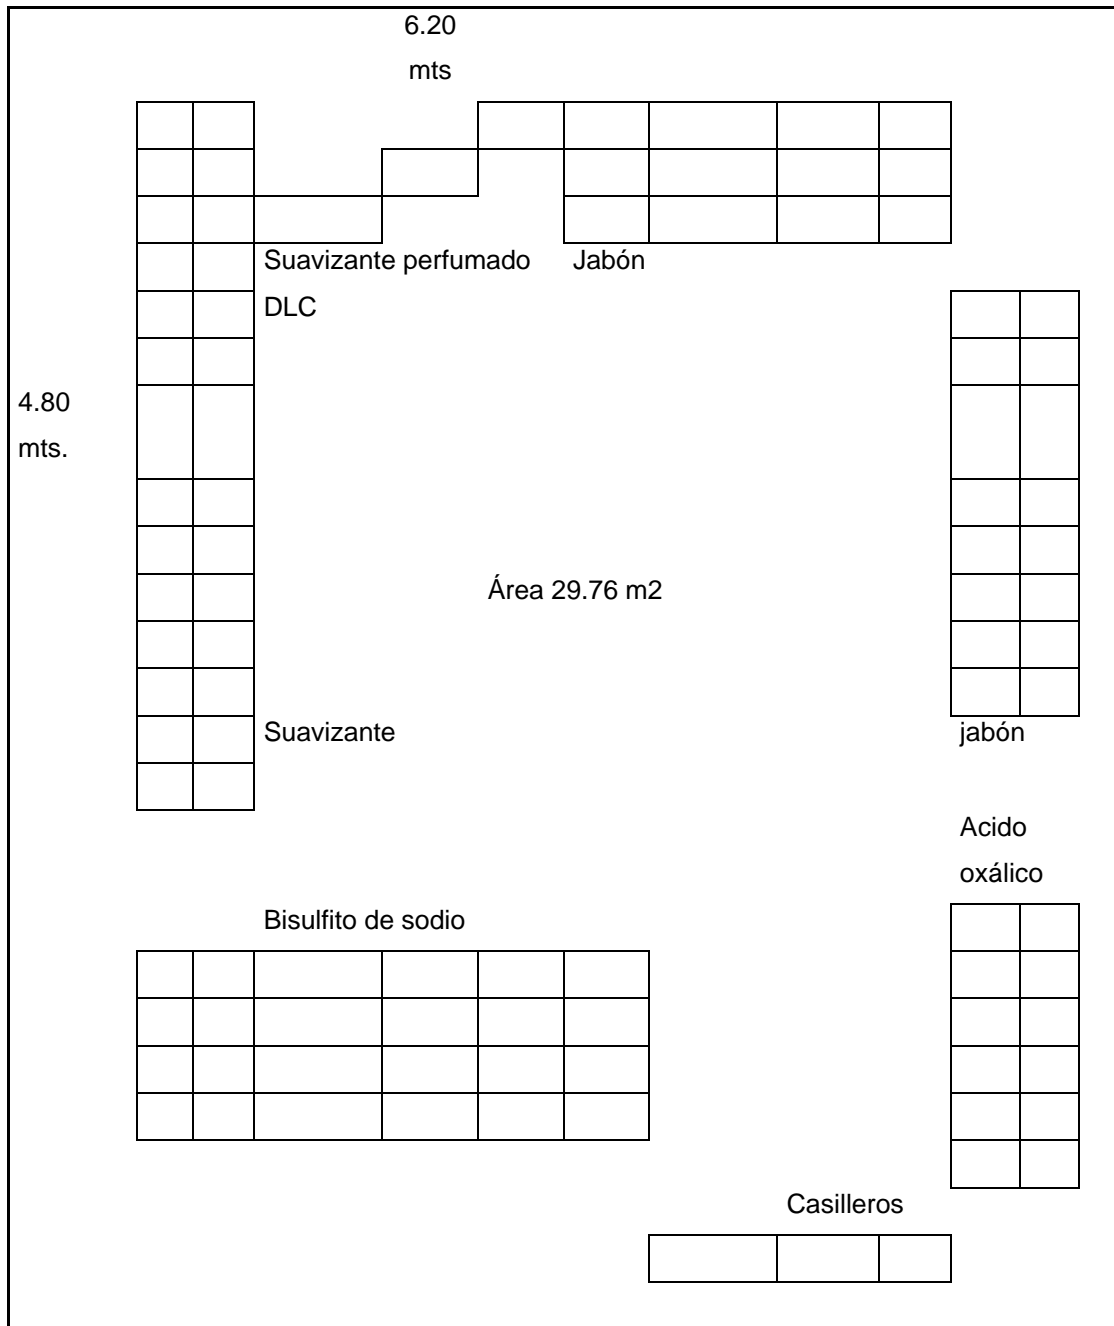 6.20
mts
Suavizante perfumado
Jabón
DLC
4.80
mts.
Área 29.76 m2
Suavizante
jabón
Acido
oxálico
Bisulfito de sodio
Casilleros